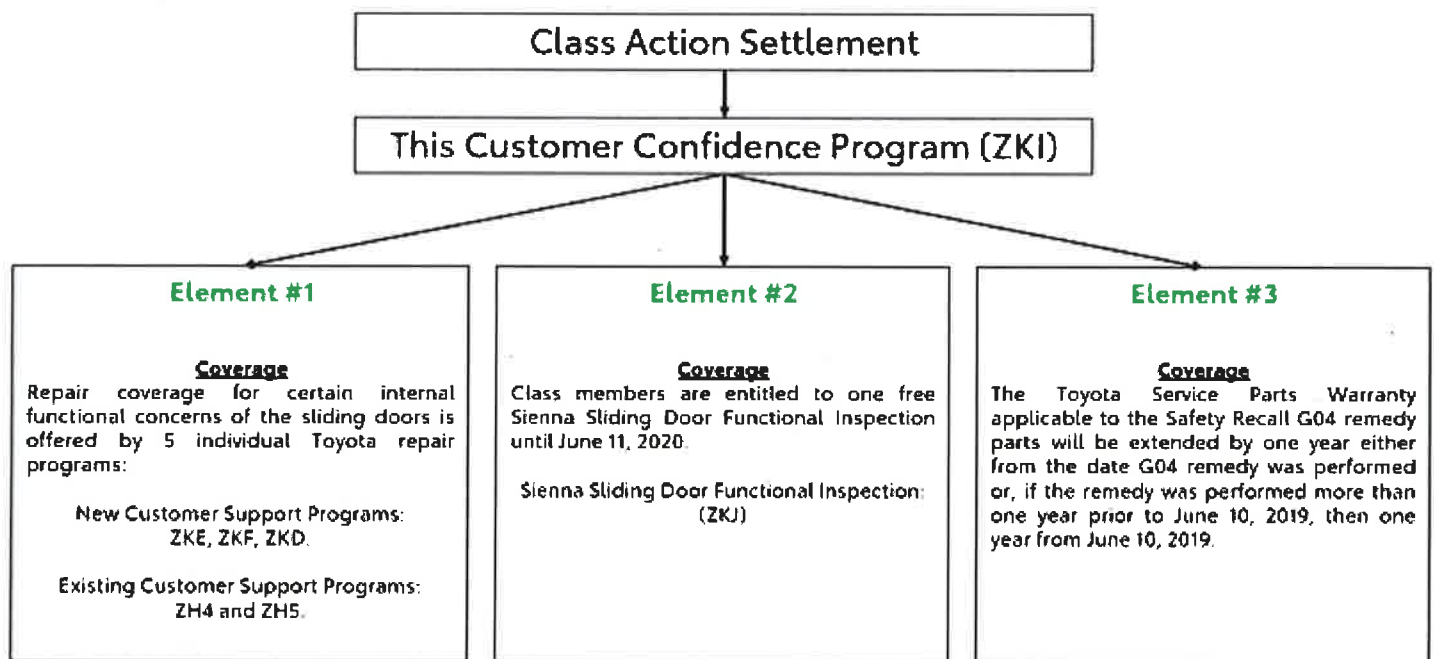 Class Action Settlement
This Customer Confidence Program (ZKI)
Element #1
Coverage
Repair coverage for certain internal
functional concerns of the sliding doors is
offered by 5 individual Toyota repair
programs:
New Customer Support Programs:
ZKE, ZKF, ZKD.
Existing Customer Support Programs:
ZH4 and ZH5.
Element #2
Coverage
Class members are entitled to one free
Sienna Sliding Door Functional Inspection
until June 11, 2020.
Sienna Sliding Door Functional Inspection:
(ZKJ)
Element #3
Coverage
The Toyota Service Parts Warranty
applicable to the Safety Recall G04 remedy
parts will be extended by one year either
from the date G04 remedy was performed
or, if the remedy was performed more than
one year prior to June 10, 2019, then one
year from June 10, 2019.